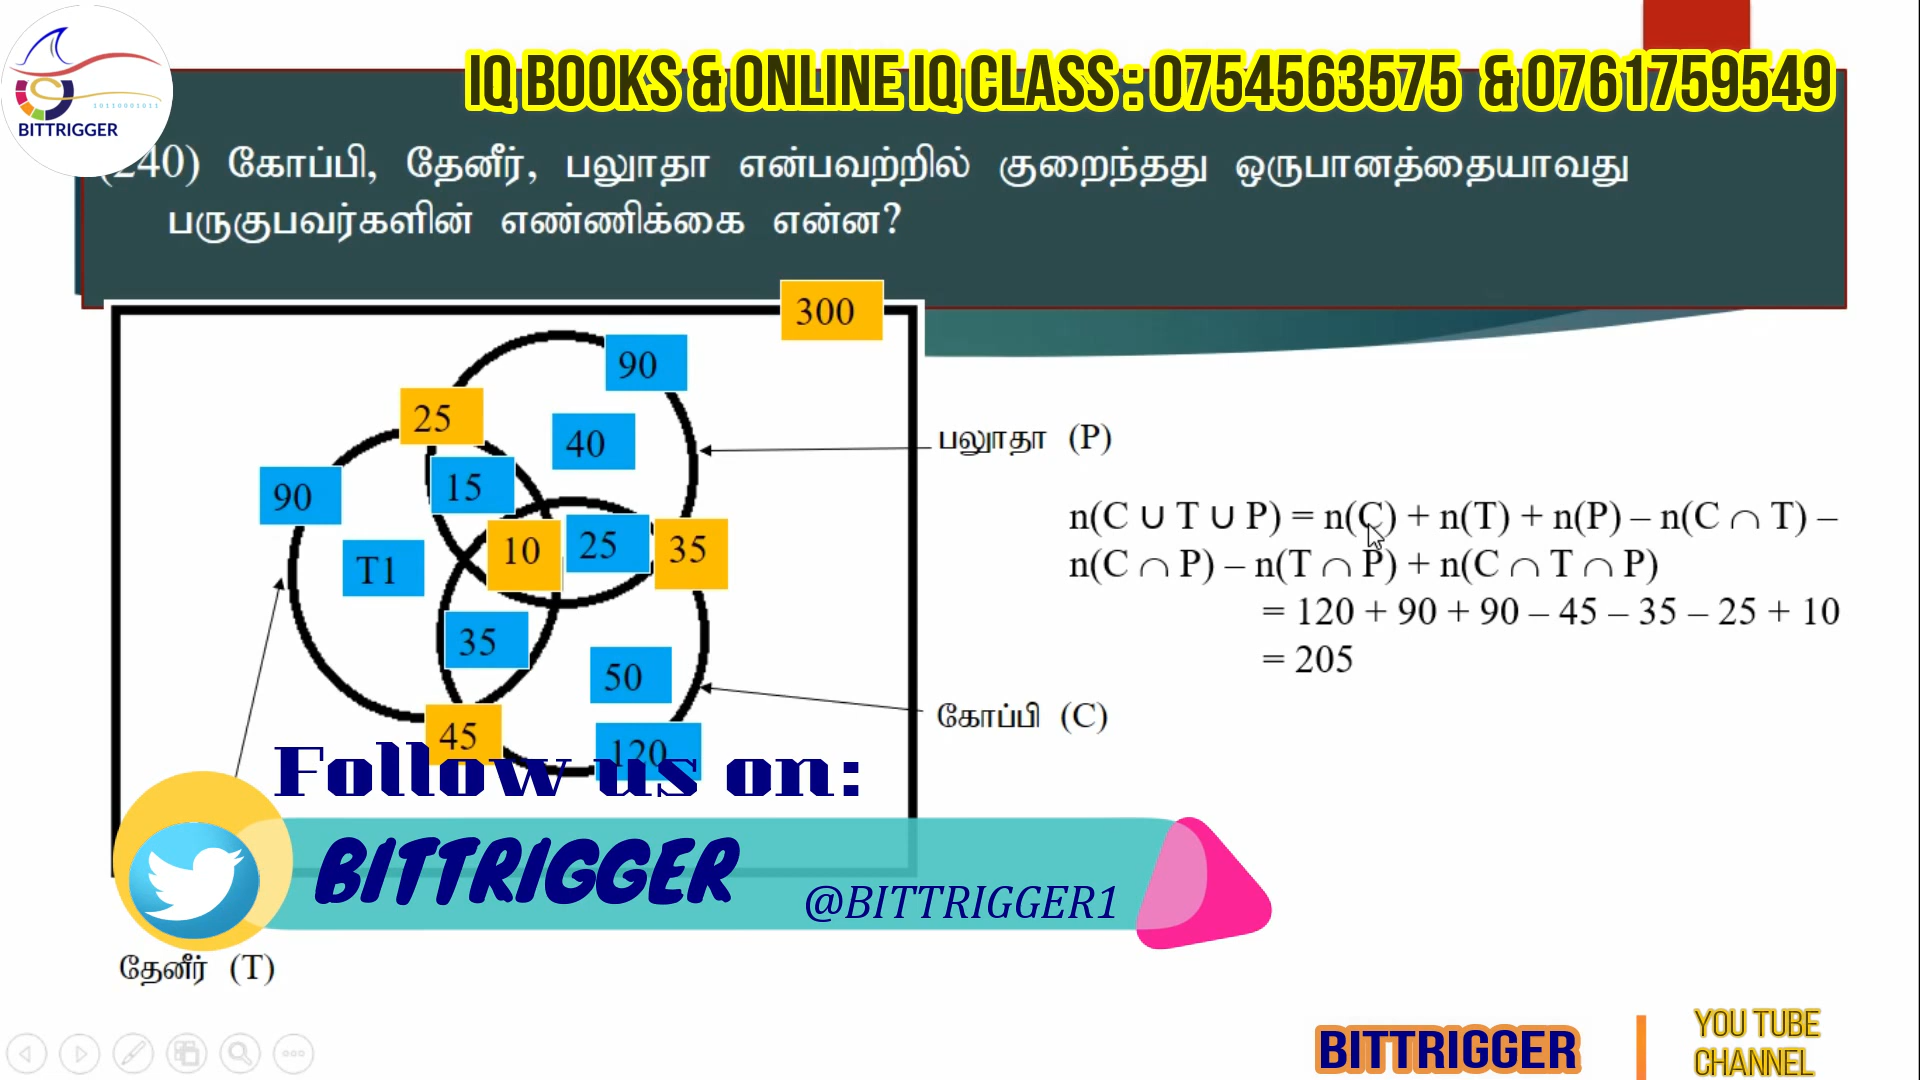 IQ BOOKS & ONLINE IQ CLASS : 0754563575 & 0761759549
BITTRIGGER
10110001011
(240) கோப்பி, தேனீர், பலூதா என்பவற்றில் குறைந்தது ஒருபானத்தையாவது
பருகுபவர்களின் எண்ணிக்கை என்ன?
300
90
25
40
பலூதா (P)
15
90
10
25
35
T1
n(C ∪ T ∪ P) = n(C) + n(T) + n(P) – n(C ∩ T) –
n(C ∩ P) – n(T ∩ P) + n(C ∩ T ∩ P)
= 120 + 90 + 90 – 45 – 35 – 25 + 10
= 205
35
50
கோப்பி (C)
45
120
Follow us on:
BITTRIGGER
@BITTRIGGER1
தேனீர் (T)
BITTRIGGER
YOU TUBE
CHANNEL